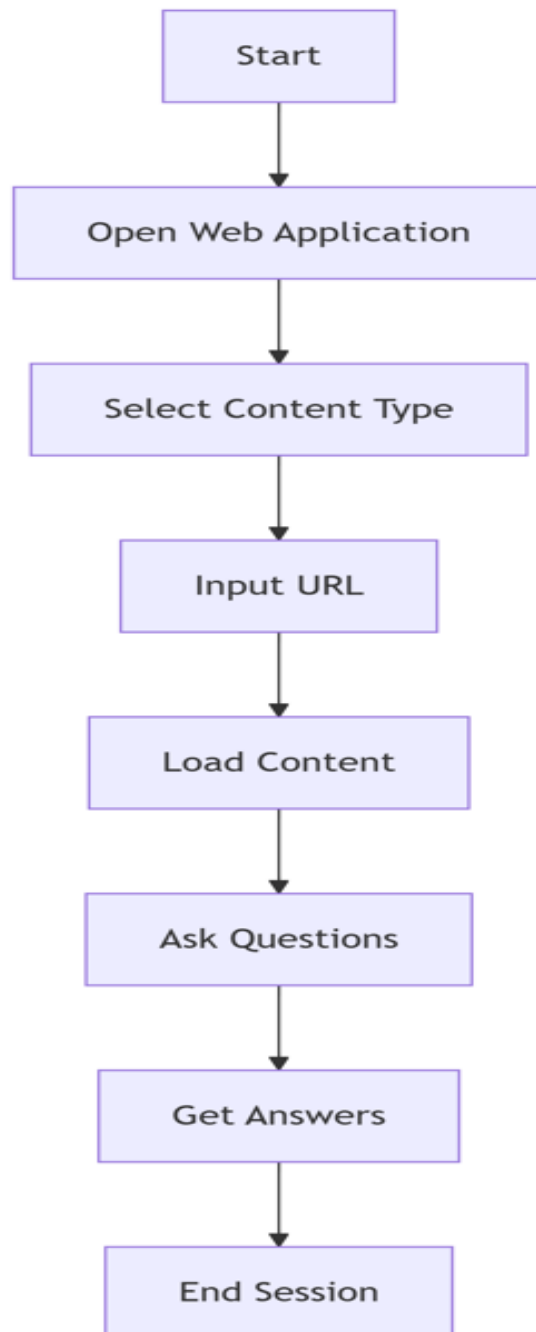 Start
Open Web Application
Select Content Type
Input URL
Load Content
Ask Questions
Get Answers
End Session